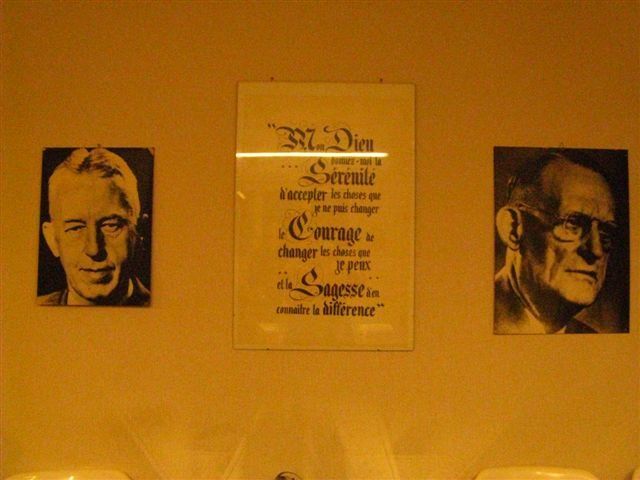 "Mon Dieu
donnez-moi la
... Sérénité
d'accepter les choses que
je ne puis changer
le Courage de
changer les choses que
je peux
et la Sagesse d'en
connaître la différence"